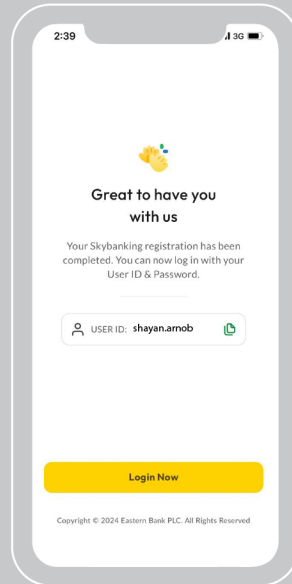 2:39 3G
Great to have you
with us
Your Skybanking registration has been
completed. You can now log in with your
User ID & Password.
USER ID: shayan.arnob
Login Now
Copyright © 2024 Eastern Bank PLC. All Rights Reserved